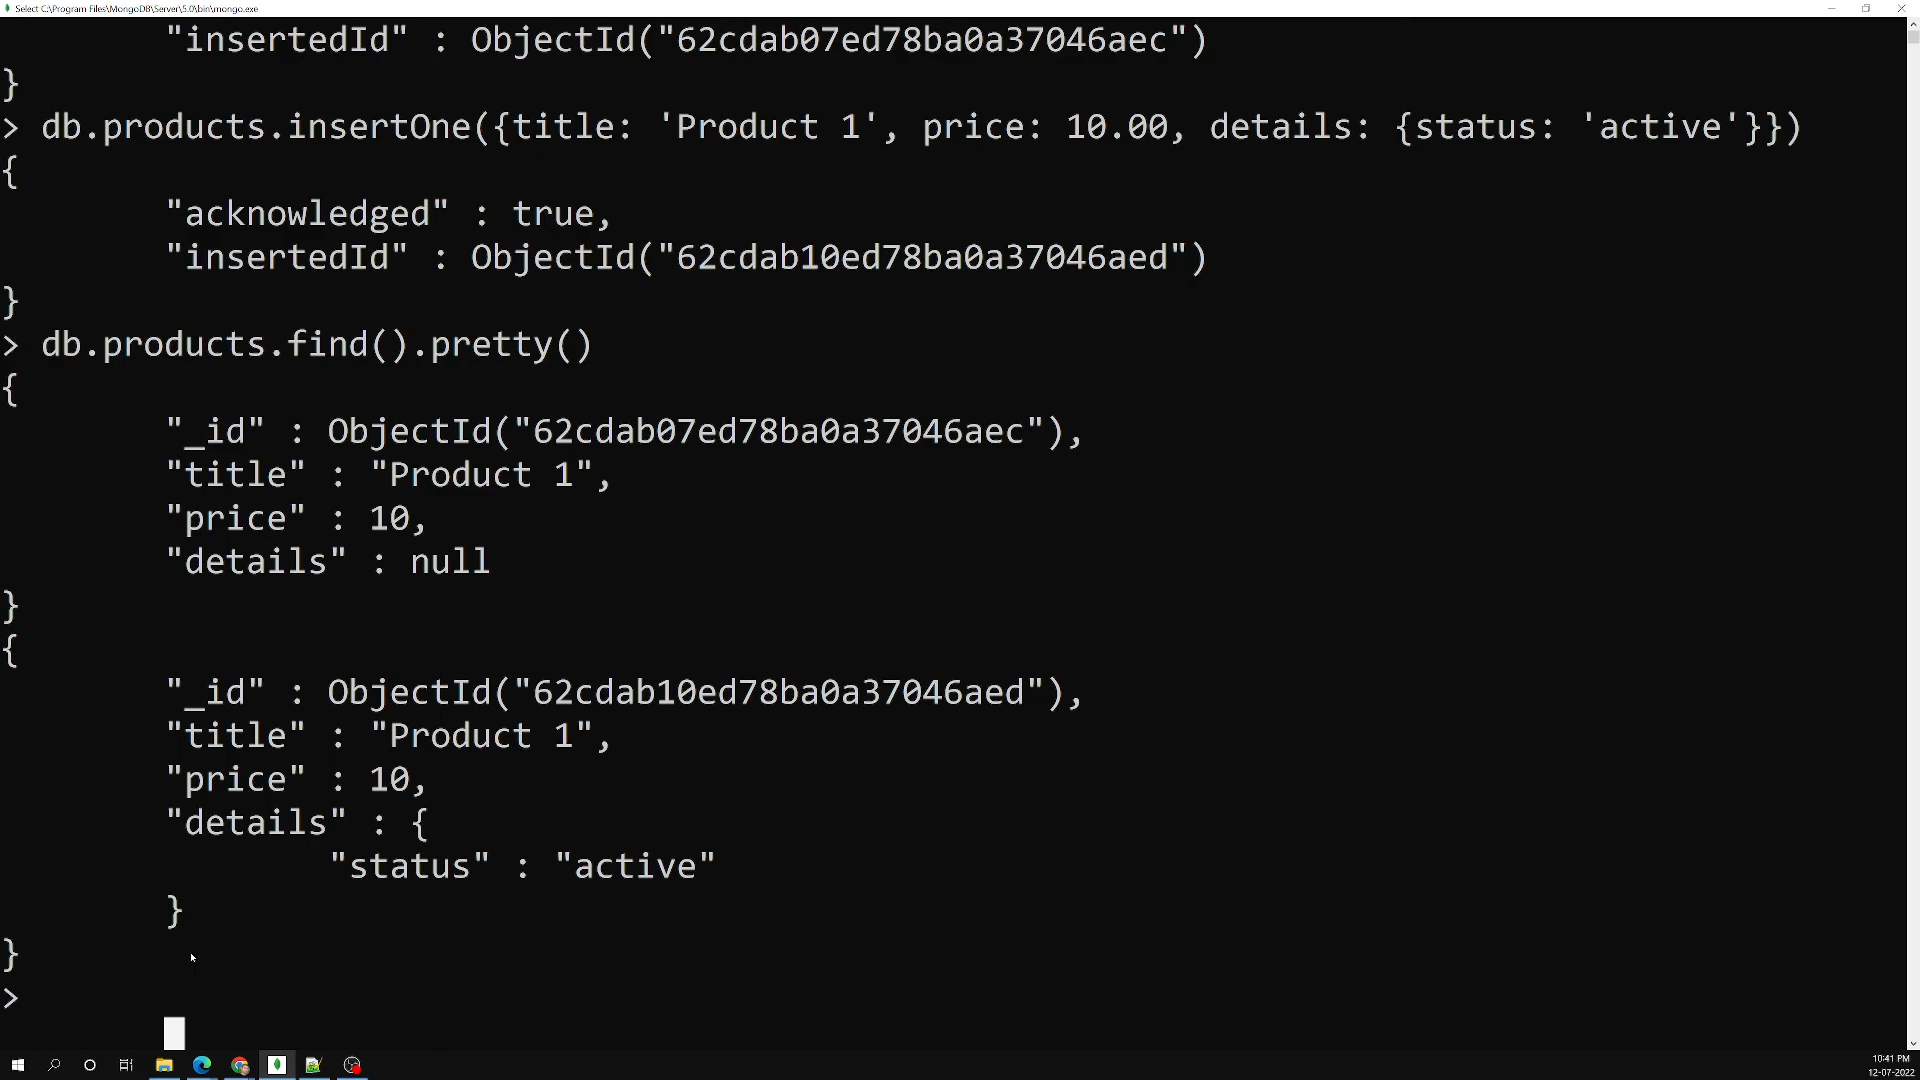 Select C:\Program Files\MongoDB\Server\5.0\bin\mongo.exe
"insertedId" : ObjectId("62cdab07ed78ba0a37046aec")
}
> db.products.insertOne({title: 'Product 1', price: 10.00, details: {status: 'active'}})
{
"acknowledged" : true,
"insertedId" : ObjectId("62cdab10ed78ba0a37046aed")
}
> db.products.find().pretty()
{
"_id" : ObjectId("62cdab07ed78ba0a37046aec"),
"title" : "Product 1",
"price" : 10,
"details" : null
}
{
"_id" : ObjectId("62cdab10ed78ba0a37046aed"),
"title" : "Product 1",
"price" : 10,
"details" : {
"status" : "active"
}
}
>
10:41 PM
12-07-2022